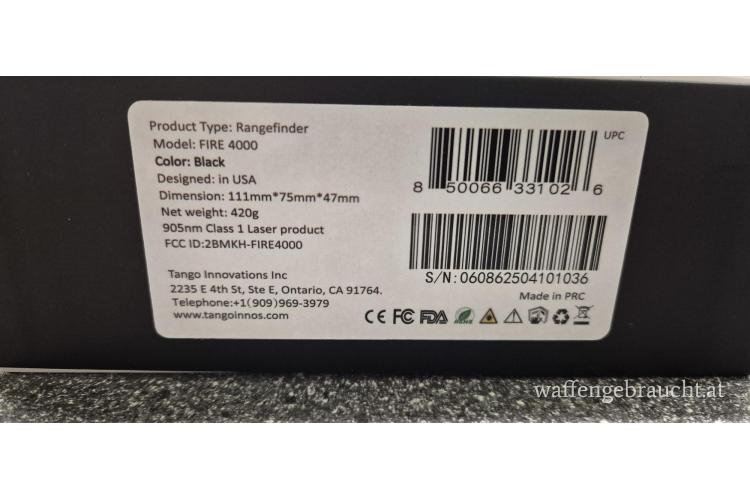 Product Type: Rangefinder
Model: FIRE 4000
Color: Black
Designed: in USA
Dimension: 111mm*75mm*47mm
Net weight: 420g
905nm Class 1 Laser product
FCC ID:2BMKH-FIRE4000
Tango Innovations Inc
2235 E 4th St, Ste E, Ontario, CA 91764.
Telephone:+1(909)969-3979
www.tangoinnos.com
UPC
8 50066 33102 6
S/N:060862504101036
Made in PRC
CE FC FDA
waffengebraucht.at